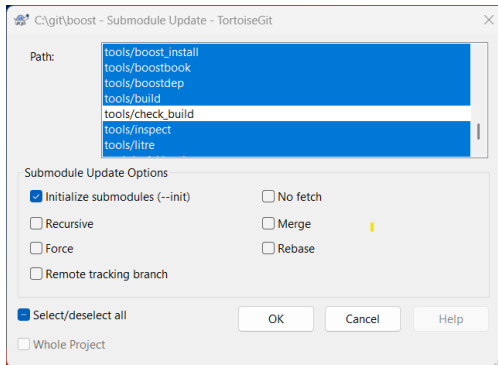 C:\git\boost - Submodule Update - TortoiseGit
Path:
tools/boost_install
tools/boostbook
tools/boostdep
tools/build
tools/check_build
tools/inspect
tools/litre
Submodule Update Options
Initialize submodules (--init)
No fetch
Recursive
Merge
Force
Rebase
Remote tracking branch
Select/deselect all
OK
Cancel
Help
Whole Project